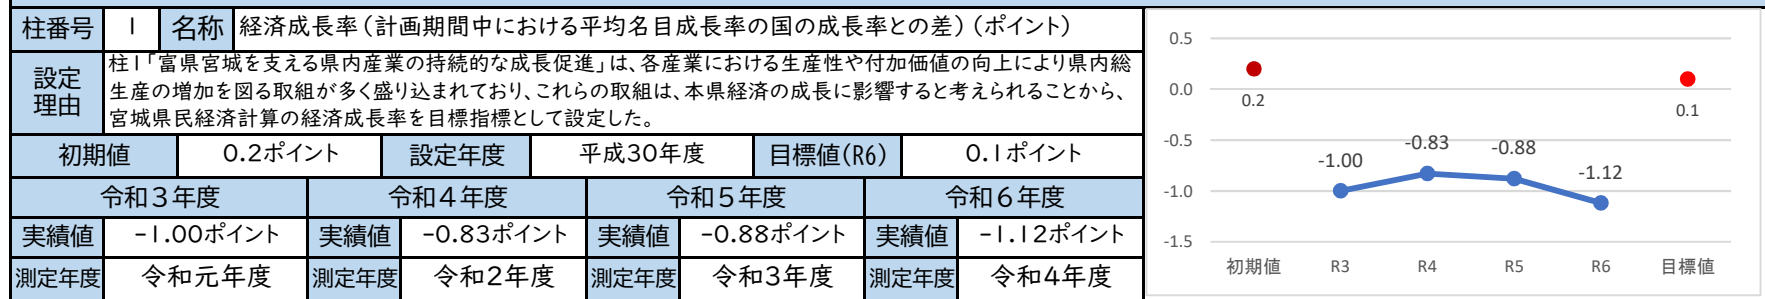 柱番号 1 名称 経済成長率（計画期間中における平均名目成長率の国の成長率との差）（ポイント）
設定
理由
柱1「富県宮城を支える県内産業の持続的な成長促進」は、各産業における生産性や付加価値の向上により県内総
生産の増加を図る取組が多く盛り込まれており、これらの取組は、本県経済の成長に影響すると考えられることから、
宮城県民経済計算の経済成長率を目標指標として設定した。
初期値 0.2ポイント 設定年度 平成30年度 目標値(R6) 0.1ポイント
令和3年度 令和4年度 令和5年度 令和6年度
実績値 -1.00ポイント 実績値 -0.83ポイント 実績値 -0.88ポイント 実績値 -1.12ポイント
測定年度 令和元年度 測定年度 令和2年度 測定年度 令和3年度 測定年度 令和4年度
0.5
0.0
-0.5
-1.0
-1.5
0.2
-1.00
-0.83
-0.88
-1.12
0.1
初期値 R3 R4 R5 R6 目標値